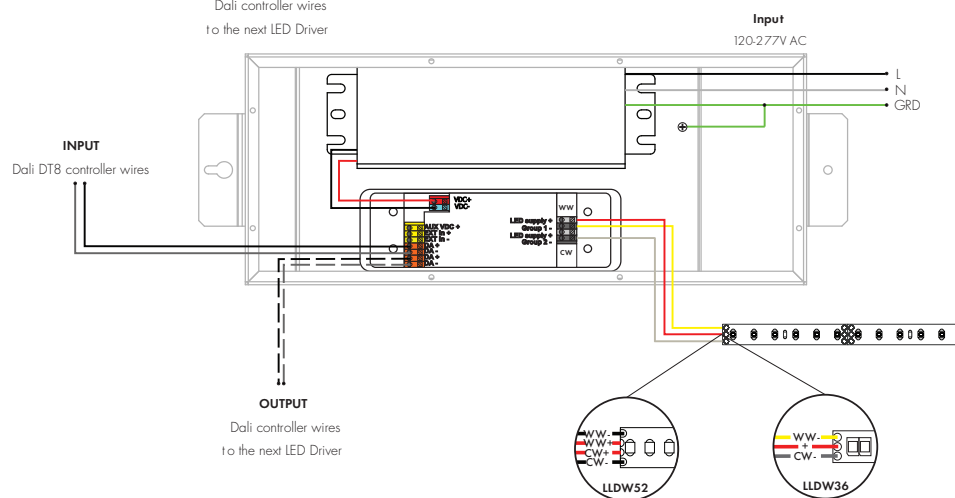 Dali controller wires
to the next LED Driver
Input
120-277V AC
L
N
GRD
INPUT
Dali DT8 controller wires
VDC+
VDC-
AUX VDC +
EXT In +
EXT In -
DA +
DA -
DA +
DA -
WW
LED supply +
Group 1 -
LED supply +
Group 2 -
CW
OUTPUT
Dali controller wires
to the next LED Driver
WW-
WW+
CW+
CW-
LLDW52
WW-
+
CW-
LLDW36